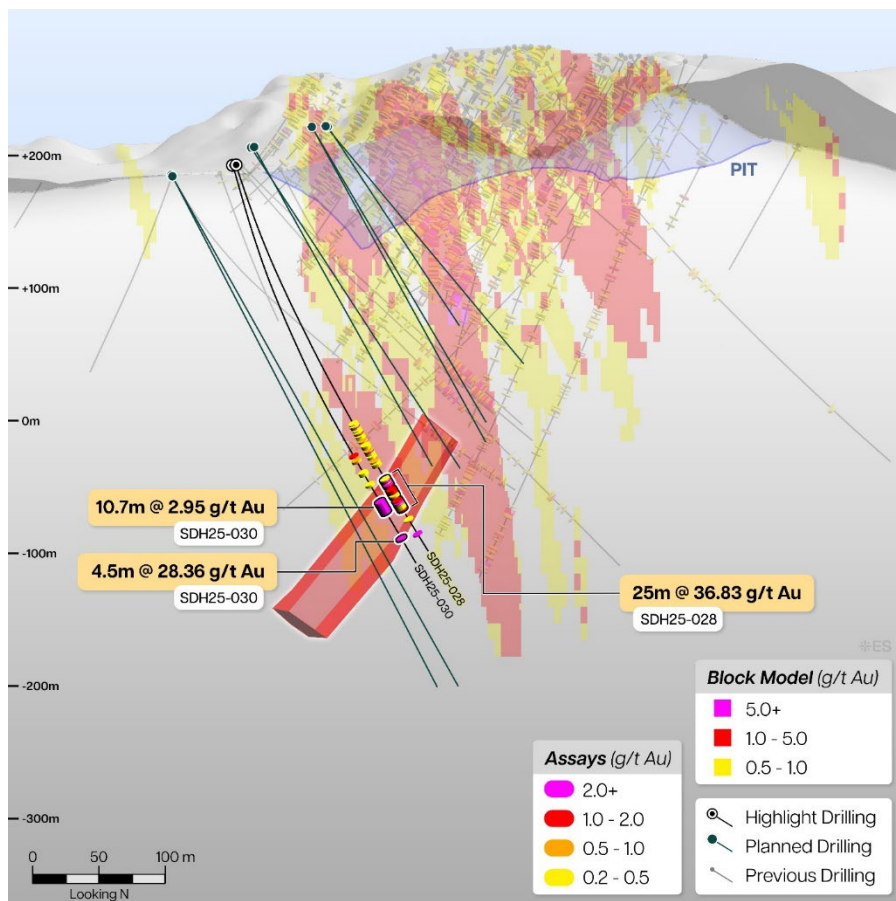 +200m
PIT
+100m
0m
10.7m @ 2.95 g/t Au
SDH25-030
-100m
4.5m @ 28.36 g/t Au
SDH25-030
SDH25-028
SDH25-030
25m @ 36.83 g/t Au
SDH25-028
ES
-200m
Block Model (g/t Au)
5.0+
1.0 - 5.0
0.5 - 1.0
Assays (g/t Au)
2.0+
1.0 - 2.0
0.5 - 1.0
0.2 - 0.5
Highlight Drilling
Planned Drilling
Previous Drilling
-300m
0 50 100 m
Looking N